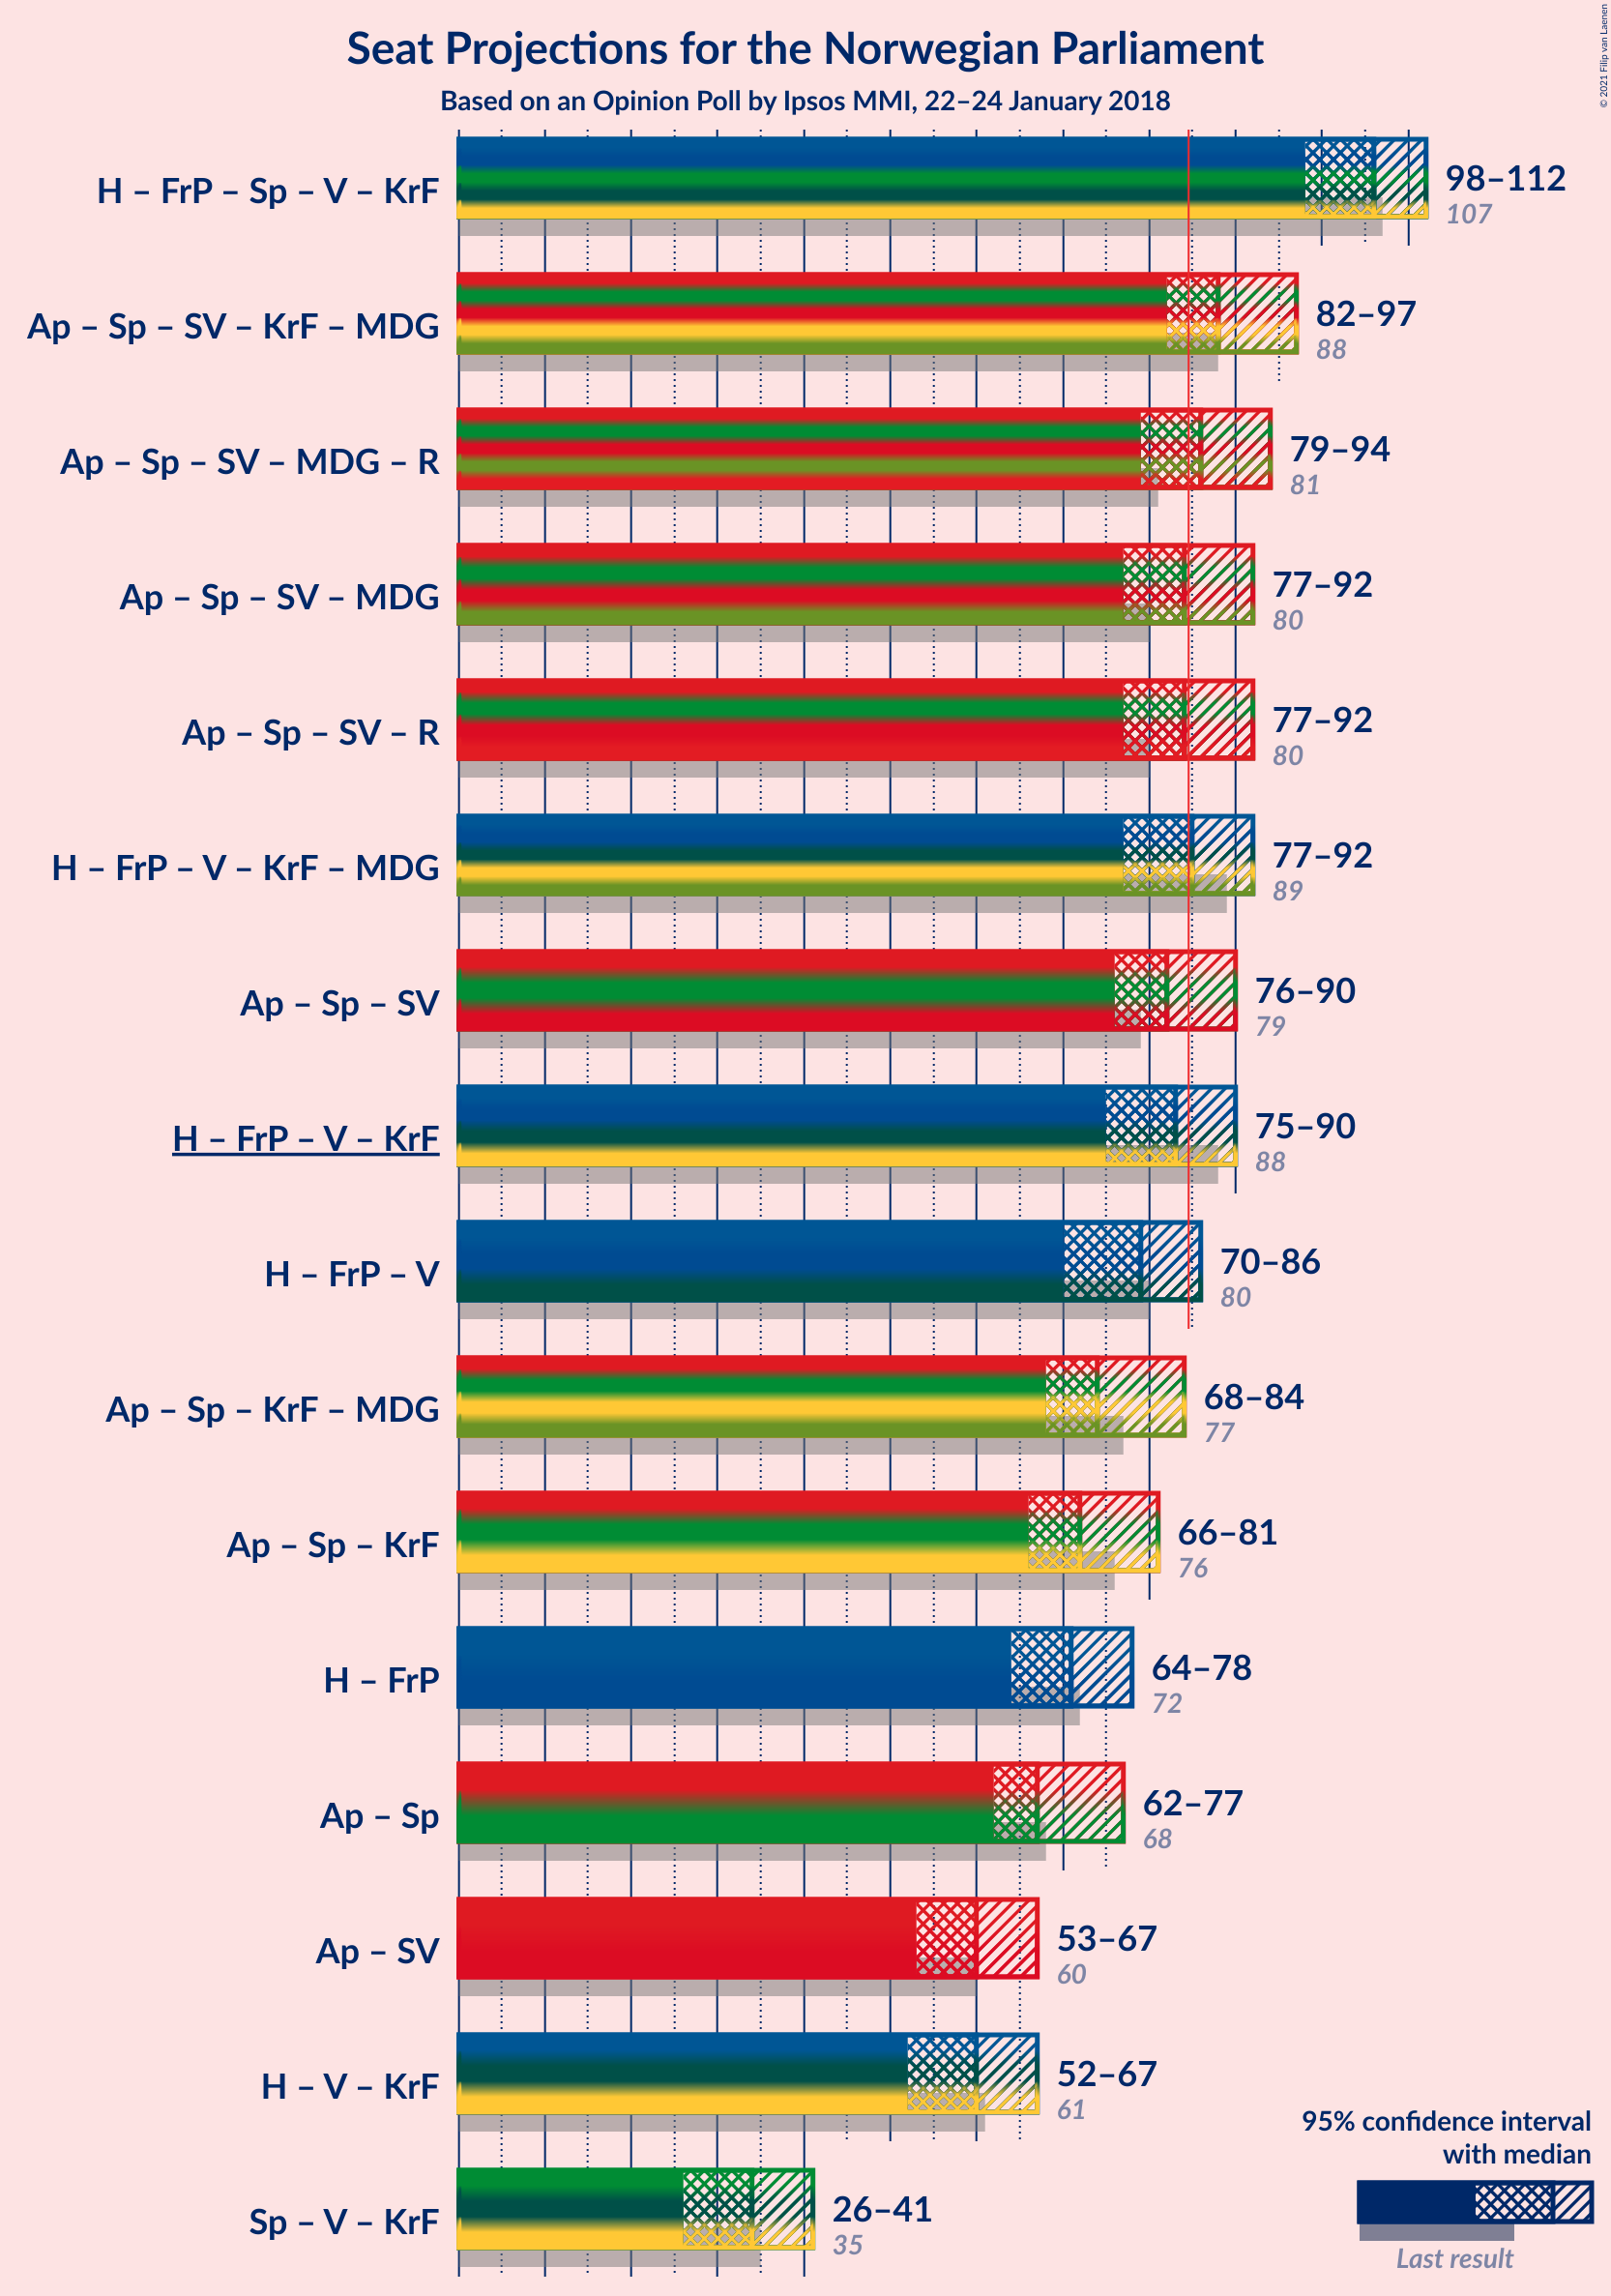 Seat Projections for the Norwegian Parliament
Based on an Opinion Poll by Ipsos MMI, 22–24 January 2018
© 2021 Filip van Laenen
H – FrP – Sp – V – KrF
98–112
107
Ap – Sp – SV – KrF – MDG
82–97
88
Ap – Sp – SV – MDG – R
79–94
81
Ap – Sp – SV – MDG
77–92
80
Ap – Sp – SV – R
77–92
80
H – FrP – V – KrF – MDG
77–92
89
Ap – Sp – SV
76–90
79
H – FrP – V – KrF
75–90
88
H – FrP – V
70–86
80
Ap – Sp – KrF – MDG
68–84
77
Ap – Sp – KrF
66–81
76
H – FrP
64–78
72
Ap – Sp
62–77
68
Ap – SV
53–67
60
H – V – KrF
52–67
61
Sp – V – KrF
26–41
35
95% confidence interval
with median
Last result